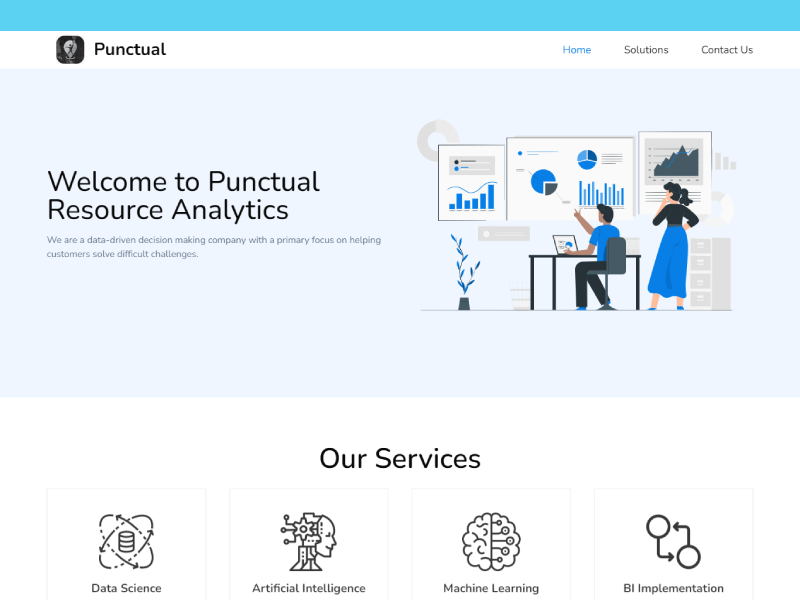 Punctual
Home
Solutions
Contact Us
Welcome to Punctual
Resource Analytics
We are a data-driven decision making company with a primary focus on helping
customers solve difficult challenges.
Our Services
Data Science
Artificial Intelligence
Machine Learning
BI Implementation